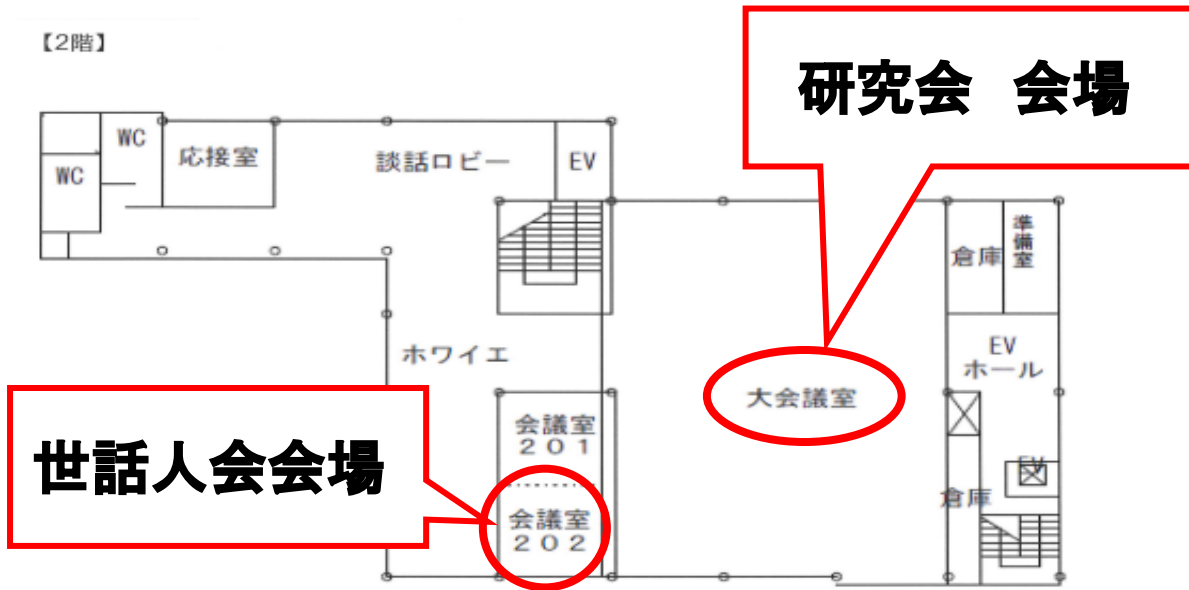 【2階】
研究会　会場
WC
WC
応接室
談話ロビー
EV
倉庫
準備室
ホワイエ
EV
ホール
大会議室
世話人会会場
会議室
２０１
会議室
２０２
EV
倉庫